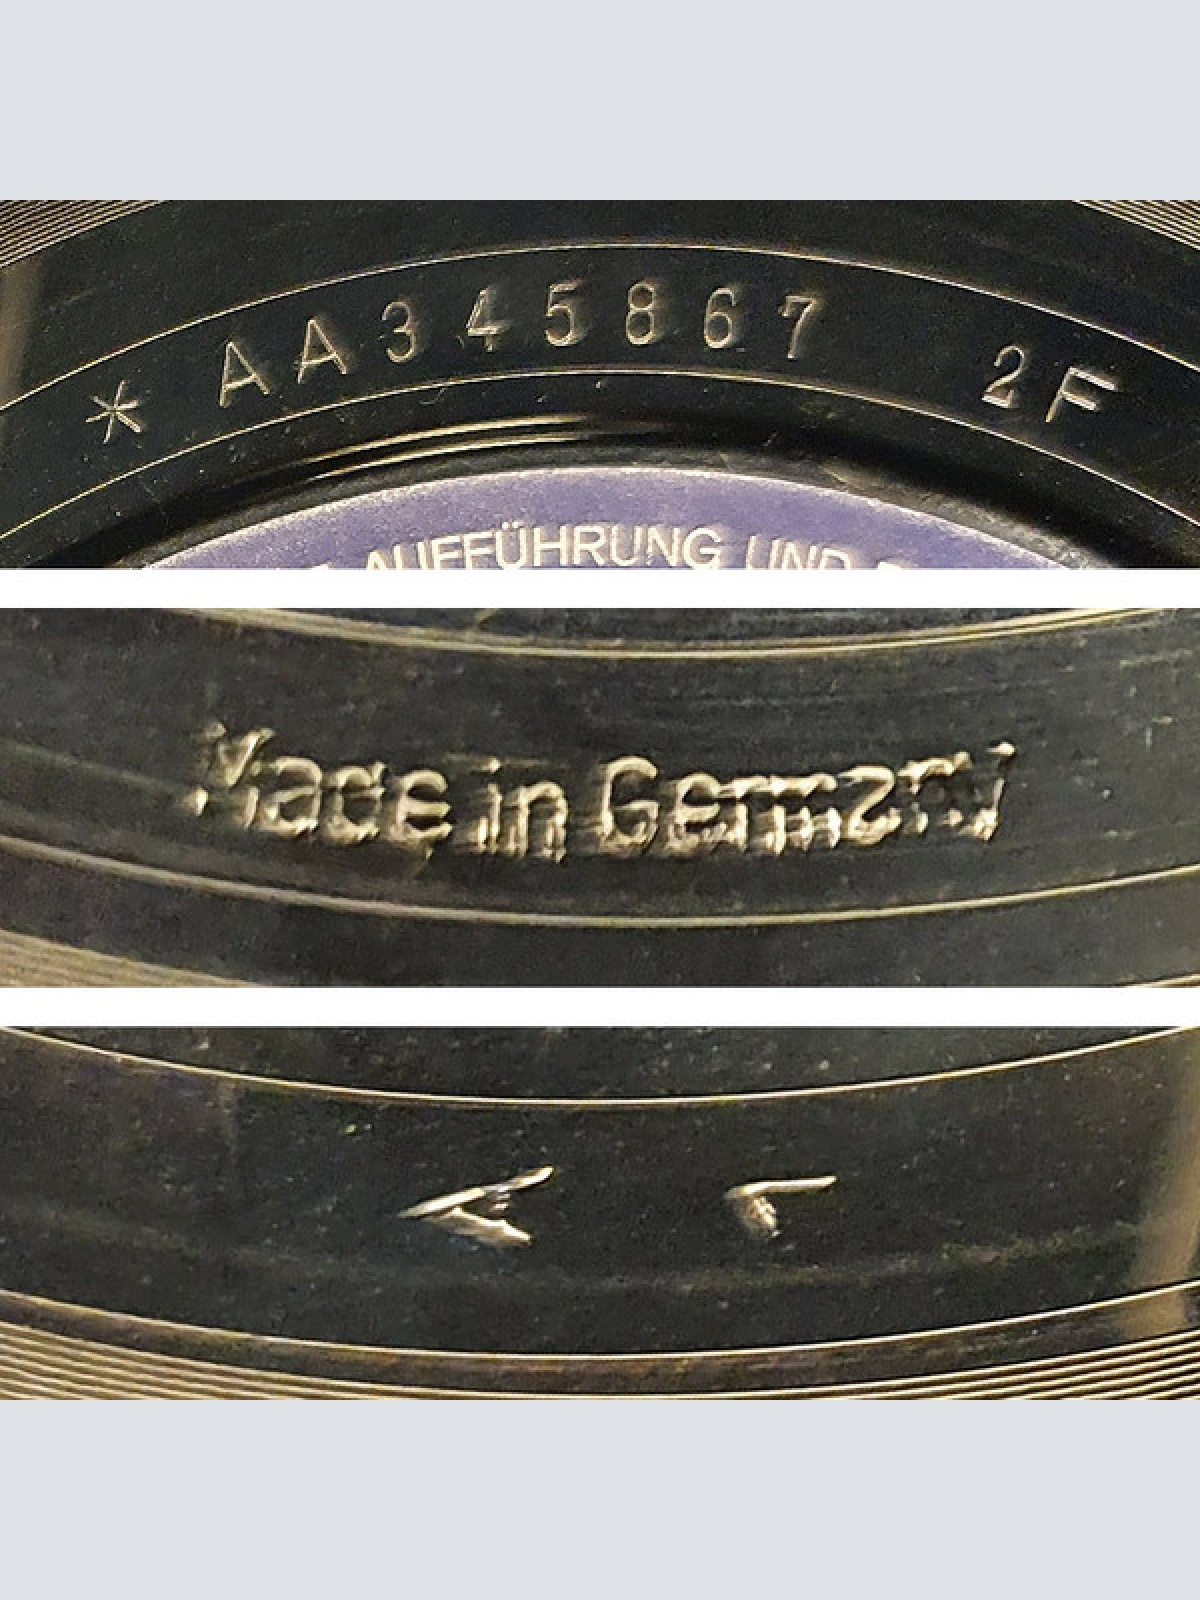 * AA345867 2F
AUFFÜHRUNG UND
Made in Germany